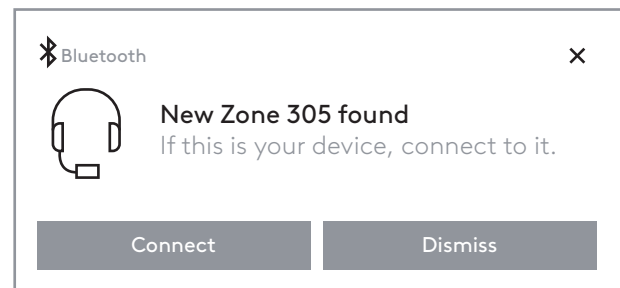 Bluetooth
New Zone 305 found
If this is your device, connect to it.
Connect
Dismiss